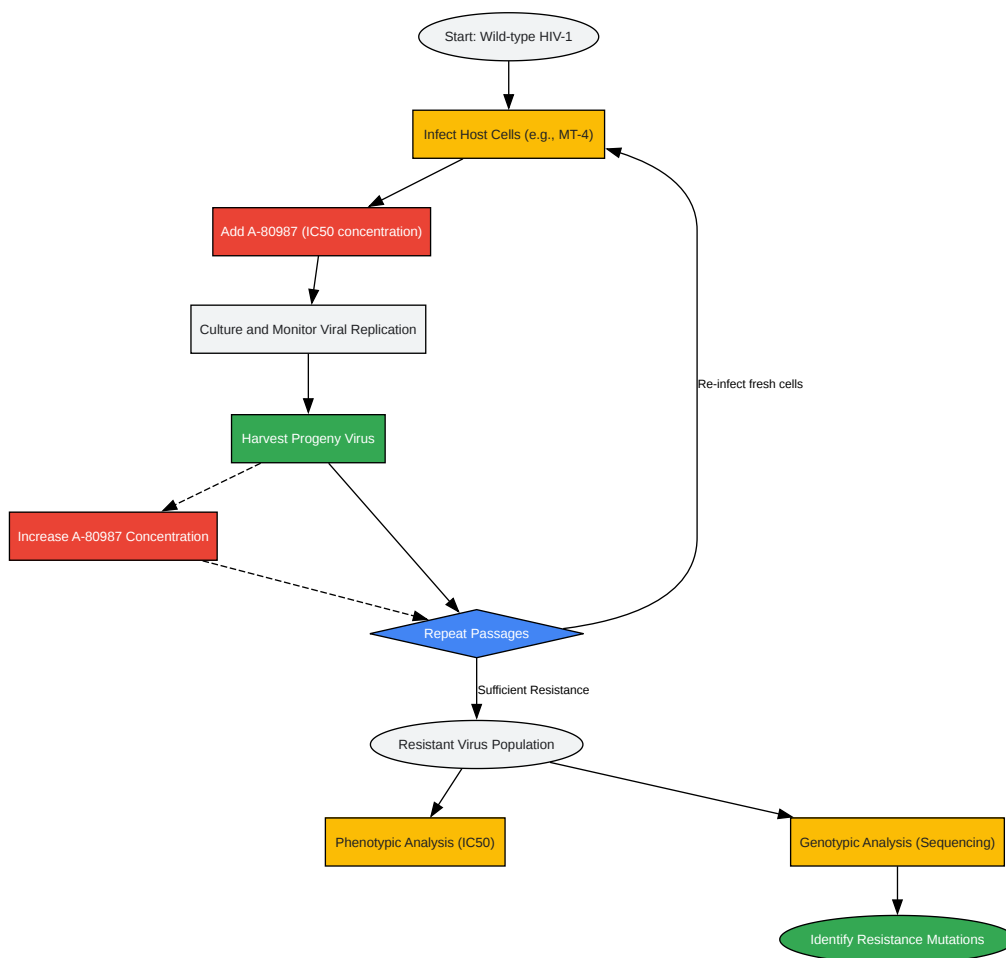 Start: Wild-type HIV-1
Infect Host Cells (e.g., MT-4)
Add A-80987 (IC50 concentration)
Culture and Monitor Viral Replication
Re-infect fresh cells
Harvest Progeny Virus
Increase A-80987 Concentration
Repeat Passages
Sufficient Resistance
Resistant Virus Population
Phenotypic Analysis (IC50)
Genotypic Analysis (Sequencing)
Identify Resistance Mutations